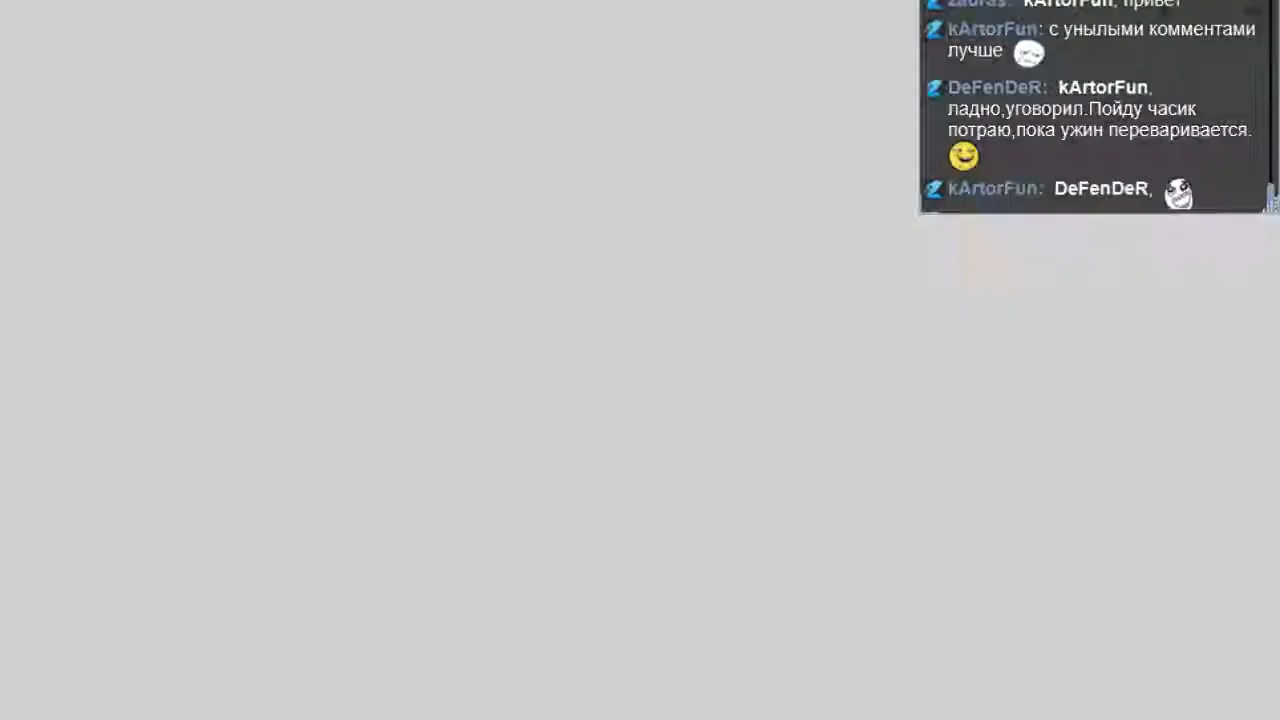 kArtorFun, привет
kArtorFun: с унылыми комментами
лучше
DeFenDeR: kArtorFun,
ладно,уговорил.Пойду часик
потраю,пока ужин переваривается.
kArtorFun: DeFenDeR,